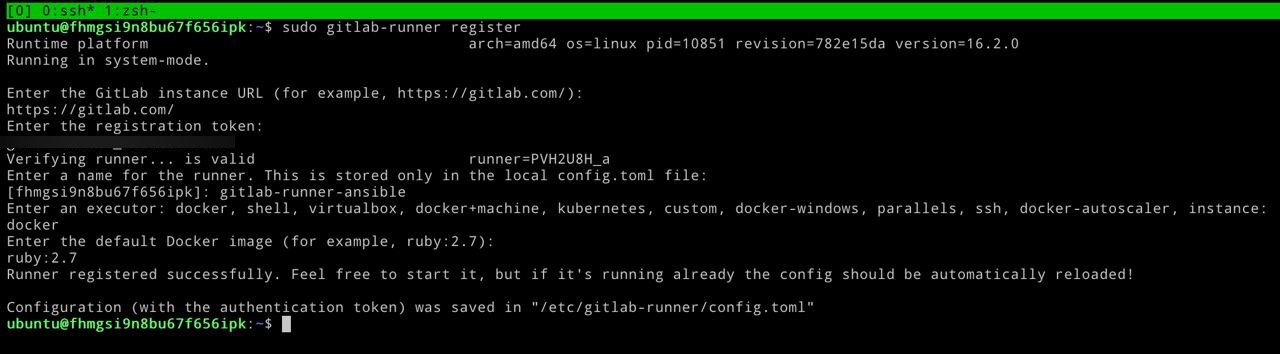 [0] 0:ssh* 1:zsh-
ubuntu@fhmgsi9n8bu67f656ipk:~$ sudo gitlab-runner register
Runtime platform                                    arch=amd64 os=linux pid=10851 revision=782e15da version=16.2.0
Running in system-mode.
Enter the GitLab instance URL (for example, https://gitlab.com/):
https://gitlab.com/
Enter the registration token:
Verifying runner... is valid                        runner=PVH2U8H_a
Enter a name for the runner. This is stored only in the local config.toml file:
[fhmgsi9n8bu67f656ipk]: gitlab-runner-ansible
Enter an executor: docker, shell, virtualbox, docker+machine, kubernetes, custom, docker-windows, parallels, ssh, docker-autoscaler, instance:
docker
Enter the default Docker image (for example, ruby:2.7):
ruby:2.7
Runner registered successfully. Feel free to start it, but if it's running already the config should be automatically reloaded!
Configuration (with the authentication token) was saved in "/etc/gitlab-runner/config.toml"
ubuntu@fhmgsi9n8bu67f656ipk:~$